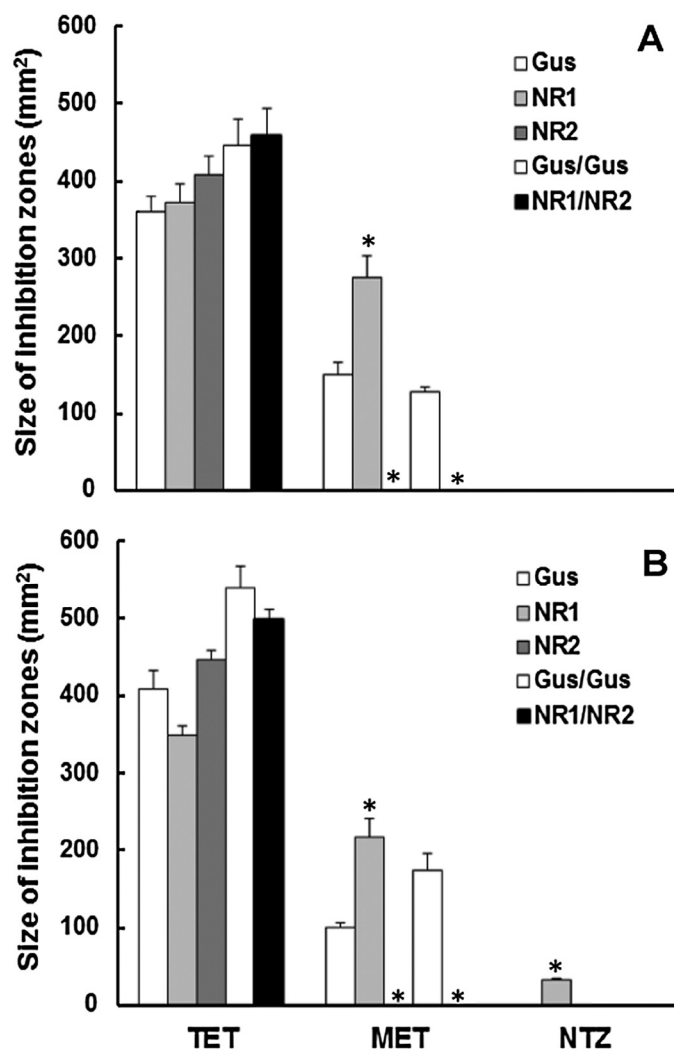 A
Size of Inhibition zones (mm²)
600
500
400
300
200
100
0
Gus
NR1
NR2
Gus/Gus
NR1/NR2
*
*
*
B
Size of Inhibition zones (mm²)
600
500
400
300
200
100
0
Gus
NR1
NR2
Gus/Gus
NR1/NR2
*
*
*
*
TET
MET
NTZ